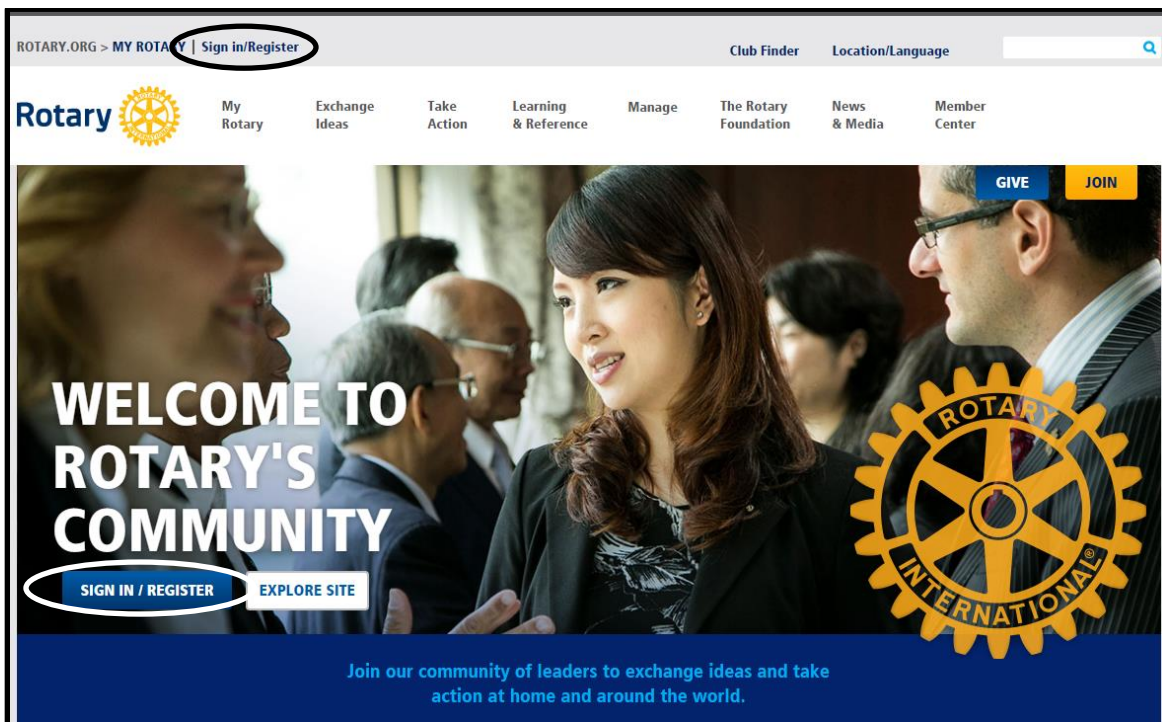 ROTARY.ORG > MY ROTARY | Sign in/Register
Club Finder Location/Language
Rotary
My Rotary
Exchange Ideas
Take Action
Learning & Reference
Manage
The Rotary Foundation
News & Media
Member Center
GIVE JOIN
WELCOME TO
ROTARY'S
COMMUNITY
SIGN IN / REGISTER EXPLORE SITE
ROTARY
INTERNATIONAL®
Join our community of leaders to exchange ideas and take
action at home and around the world.